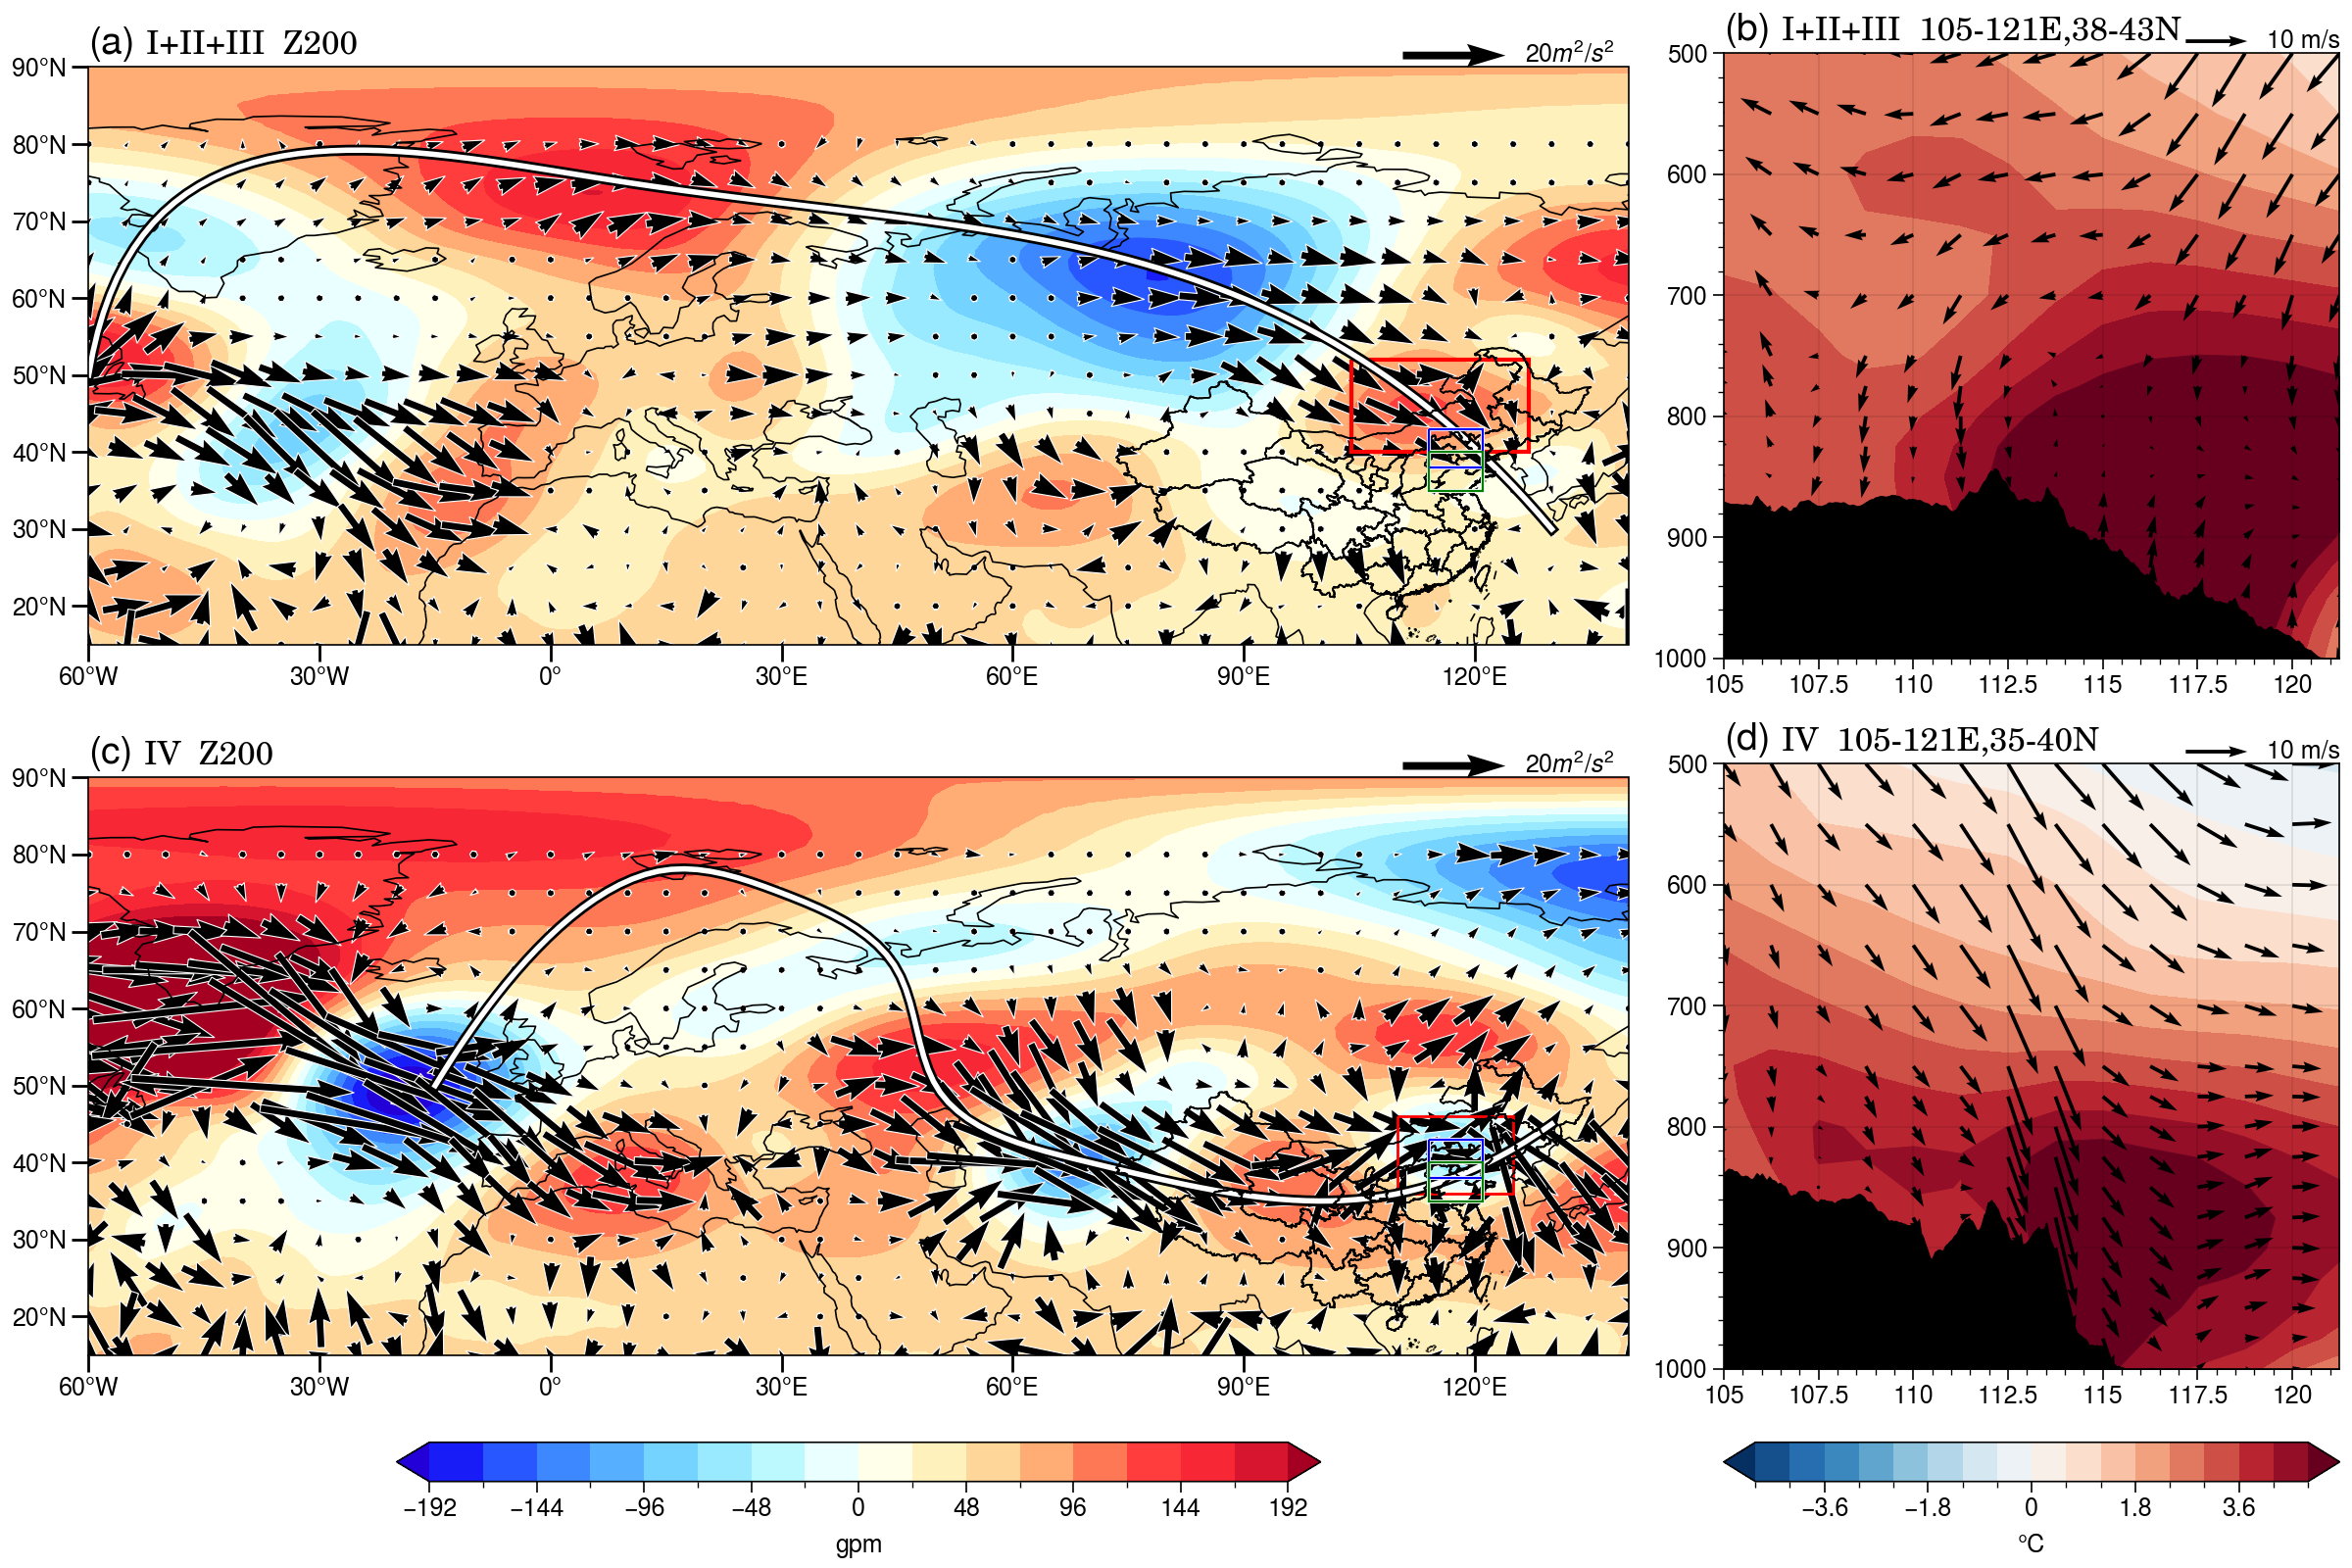 (a) I+II+III Z200
20m²/s²
90°N
80°N
70°N
60°N
50°N
40°N
30°N
20°N
60°W 30°W 0° 30°E 60°E 90°E 120°E
(b) I+II+III 105-121E,38-43N
10 m/s
500
600
700
800
900
1000
105 107.5 110 112.5 115 117.5 120
(c) IV Z200
20m²/s²
90°N
80°N
70°N
60°N
50°N
40°N
30°N
20°N
60°W 30°W 0° 30°E 60°E 90°E 120°E
(d) IV 105-121E,35-40N
10 m/s
500
600
700
800
900
1000
105 107.5 110 112.5 115 117.5 120
−192 −144 −96 −48 0 48 96 144 192
gpm
−3.6 −1.8 0 1.8 3.6
°C